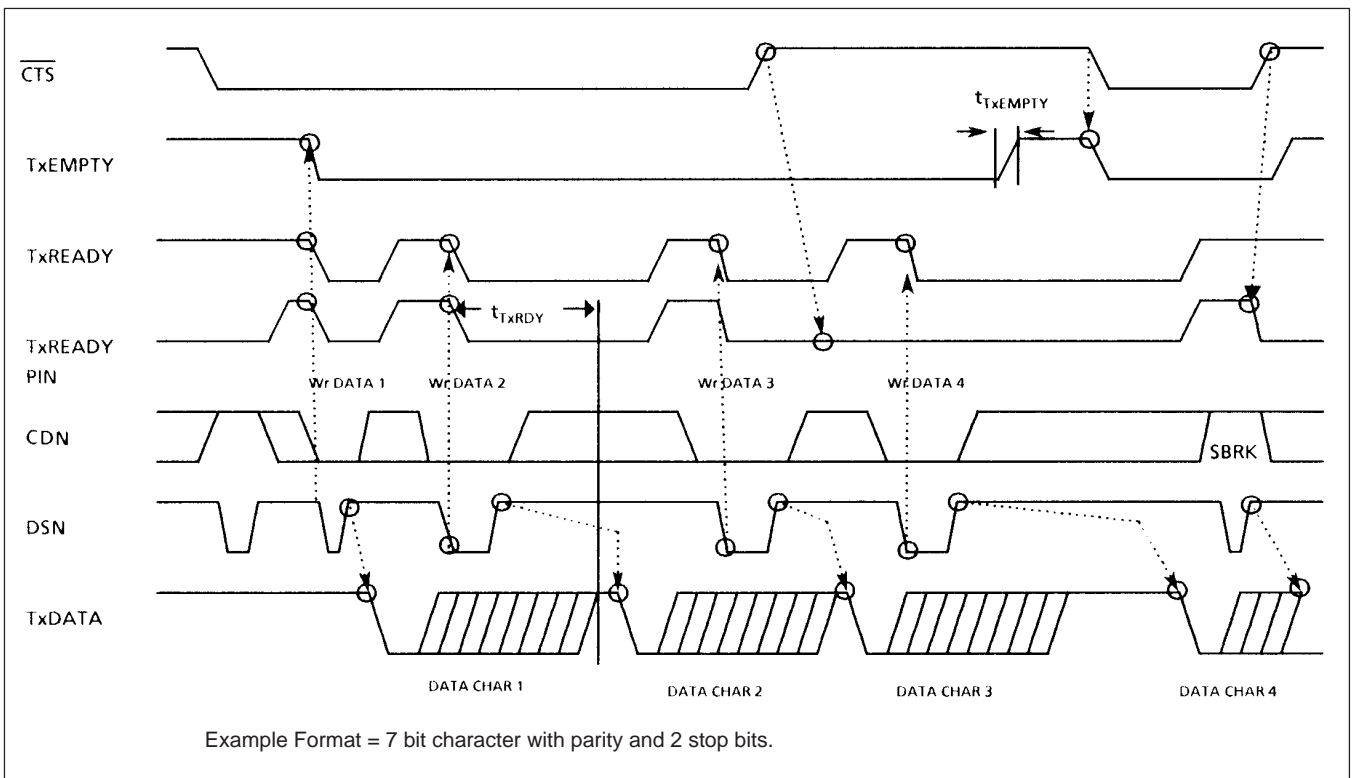 CTS
tTxEMPTY
TxEMPTY
TxREADY
tTxRDY
TxREADY
PIN
Wr DATA 1 Wr DATA 2 Wr DATA 3 Wr DATA 4
CDN
SBRK
DSN
TxDATA
DATA CHAR 1 DATA CHAR 2 DATA CHAR 3 DATA CHAR 4
Example Format = 7 bit character with parity and 2 stop bits.